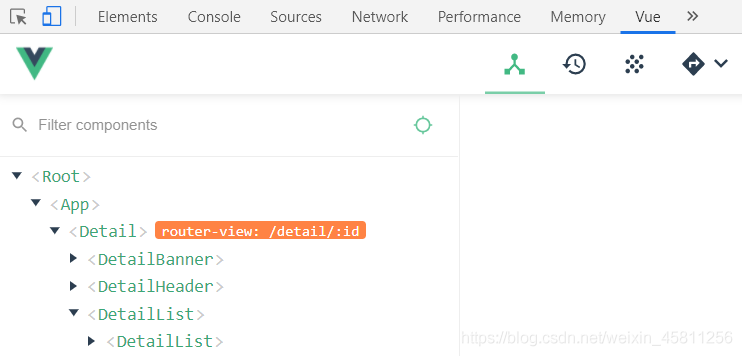 Elements Console Sources Network Performance Memory Vue »
Filter components
<Root>
<App>
<Detail> router-view: /detail/:id
<DetailBanner>
<DetailHeader>
<DetailList>
<DetailList>
https://blog.csdn.net/weixin_45811256